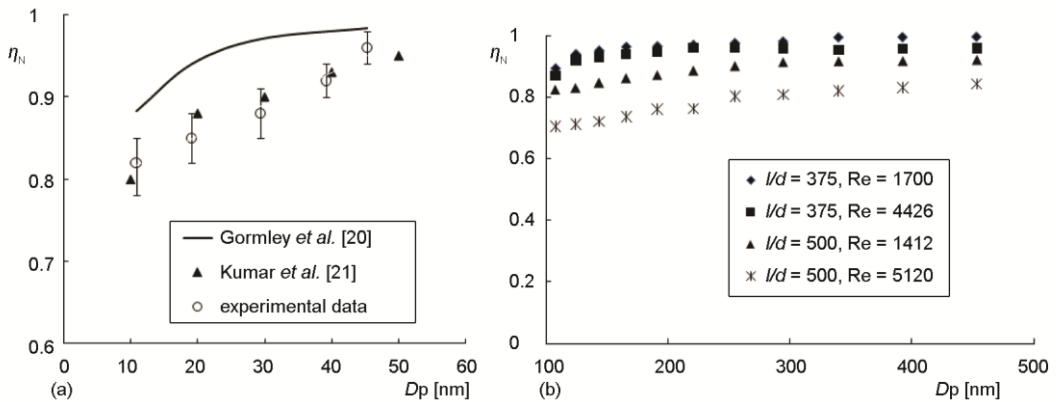 1
η_N
0.9
0.8
0.7
0.6
0
10
20
30
40
50
60
(a)
Dp [nm]
Gormley et al. [20]
Kumar et al. [21]
experimental data
1
η_N
0.8
0.6
0.4
0.2
0
100
200
300
400
500
(b)
Dp [nm]
l/d = 375, Re = 1700
l/d = 375, Re = 4426
l/d = 500, Re = 1412
l/d = 500, Re = 5120